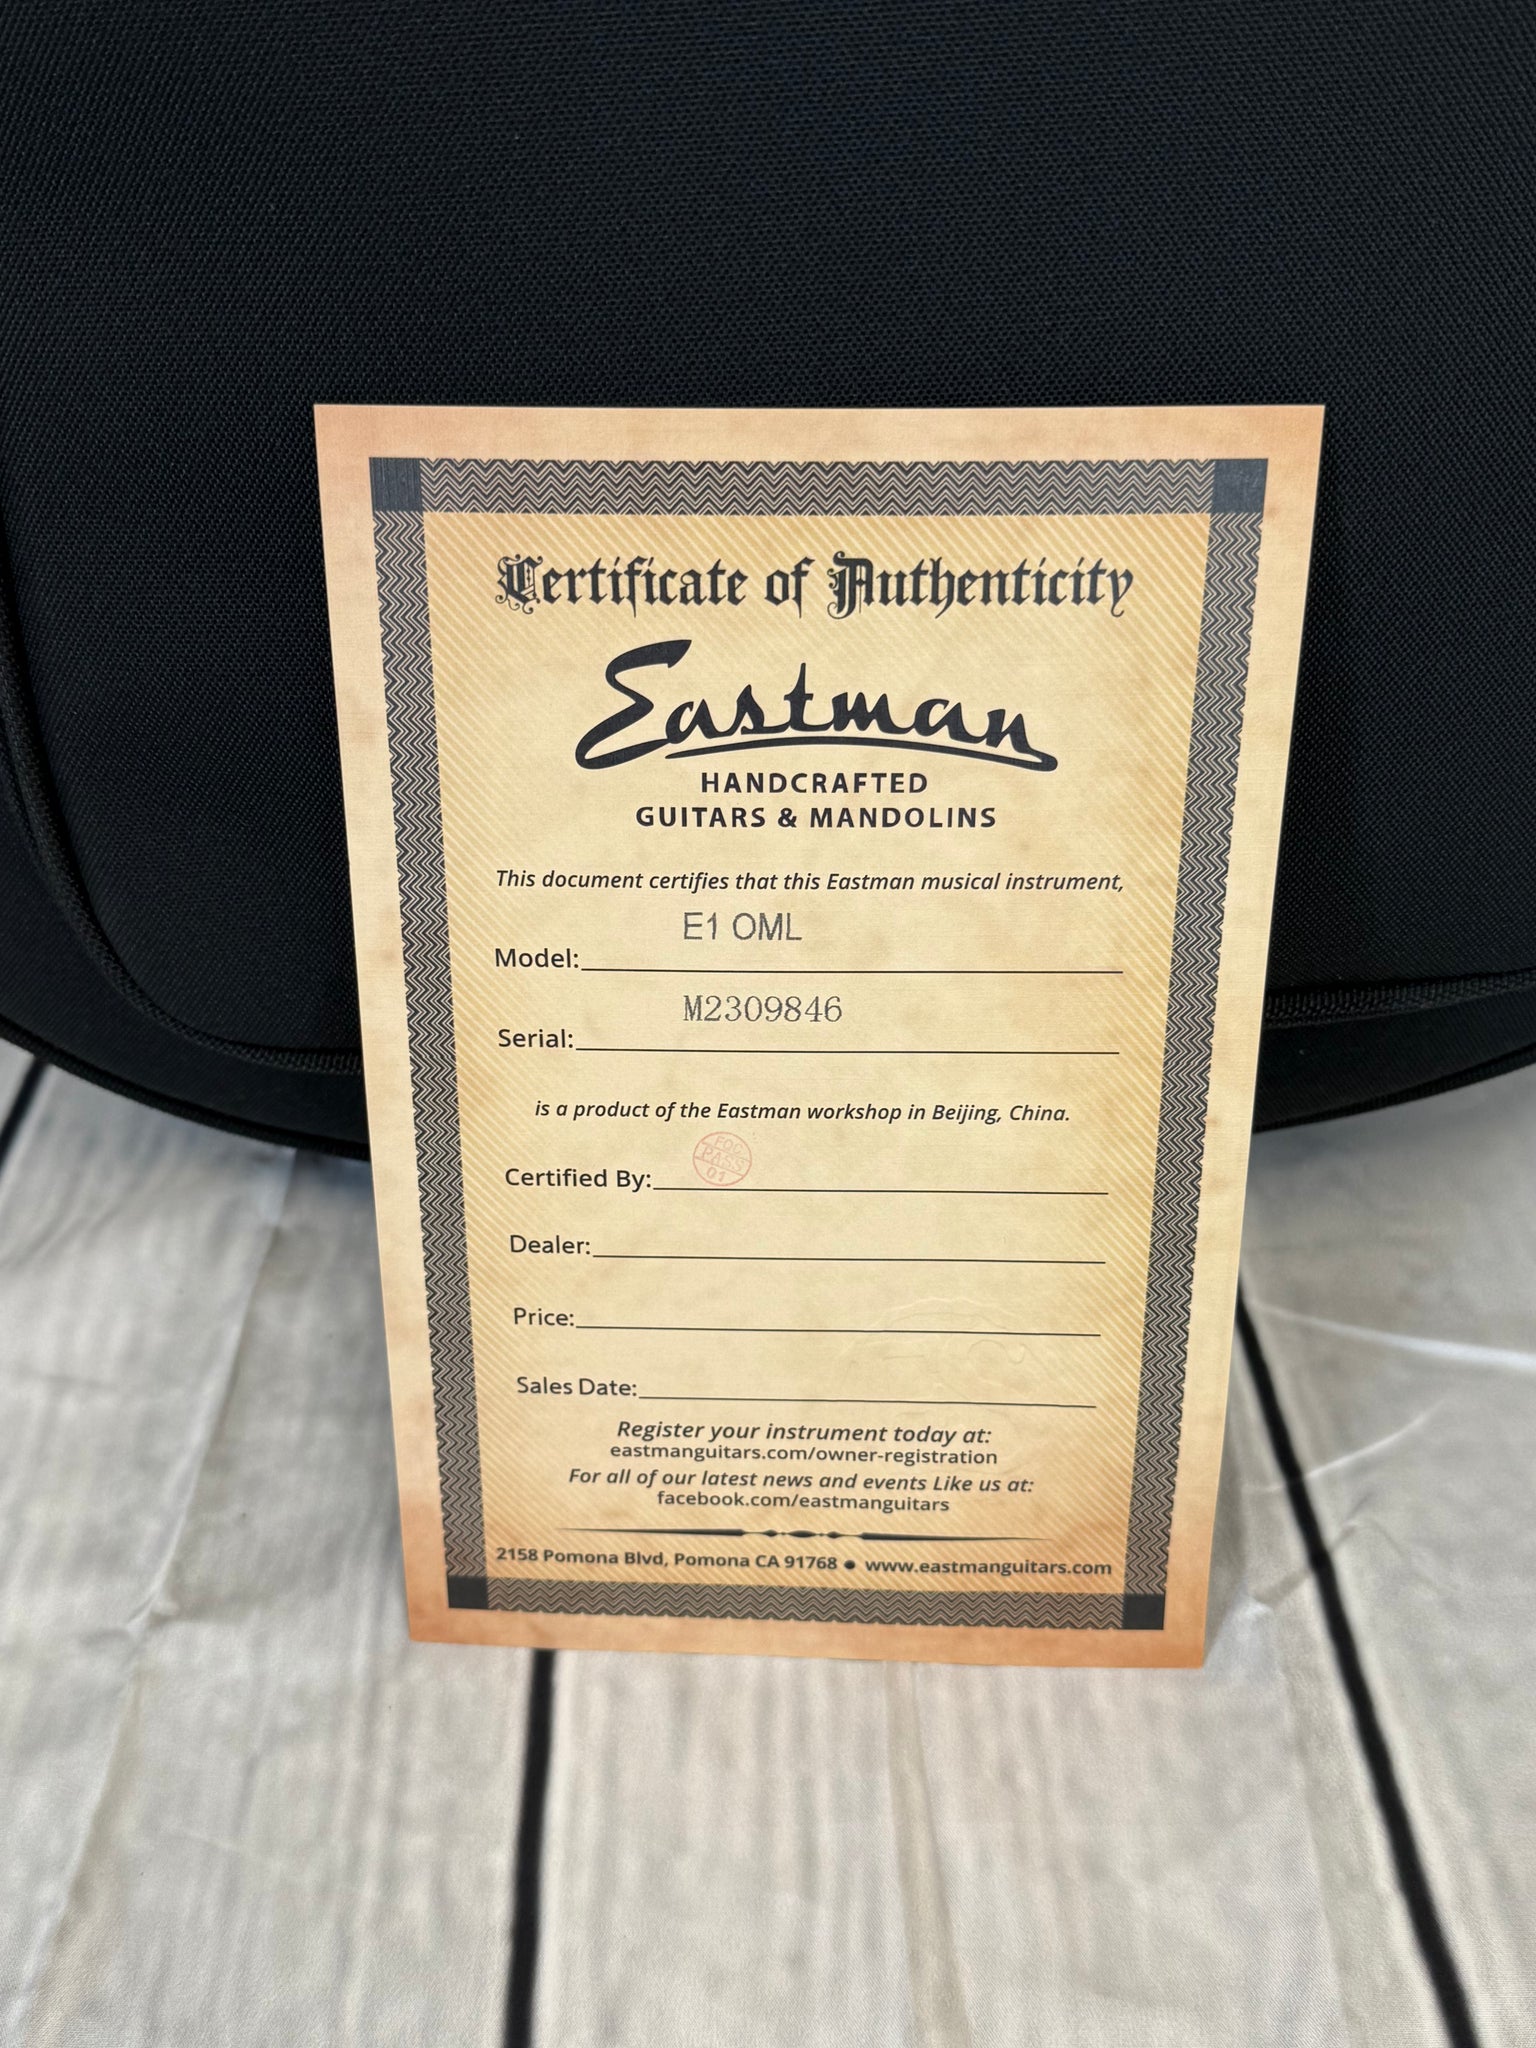 Certificate of Authenticity
Eastman
HANDCRAFTED
GUITARS & MANDOLINS
This document certifies that this Eastman musical instrument,
Model: E1 OML
Serial: M2309846
is a product of the Eastman workshop in Beijing, China.
FQC
PASS
01
Certified By:
Dealer:
Price:
Sales Date:
Register your instrument today at:
eastmanguitars.com/owner-registration
For all of our latest news and events Like us at:
facebook.com/eastmanguitars
2158 Pomona Blvd, Pomona CA 91768 ● www.eastmanguitars.com